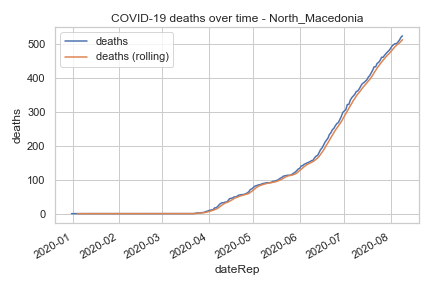 COVID-19 deaths over time - North_Macedonia
deaths
deaths (rolling)
500
400
300
200
100
0
deaths
2020-01
2020-02
2020-03
2020-04
2020-05
2020-06
2020-07
2020-08
dateRep